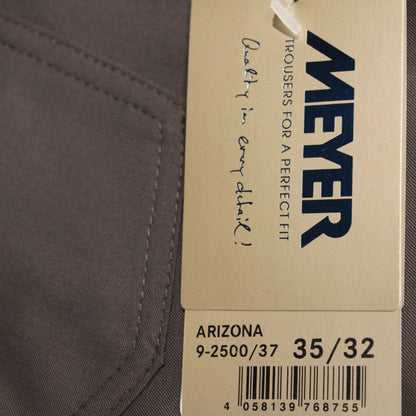 MEYER
TROUSERS FOR A PERFECT FIT
Quality in every detail!
ARIZONA
9-2500/37 35/32
4 058139 768755